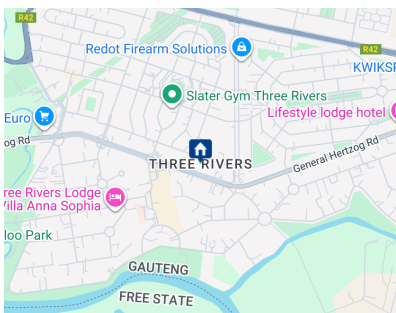 R42
Redot Firearm Solutions
R42
KWIKSP
Slater Gym Three Rivers
Lifestyle lodge hotel
Euro
og Rd
General Hertzog Rd
THREE RIVERS
ree Rivers Lodge
Villa Anna Sophia
loo Park
GAUTENG
FREE STATE